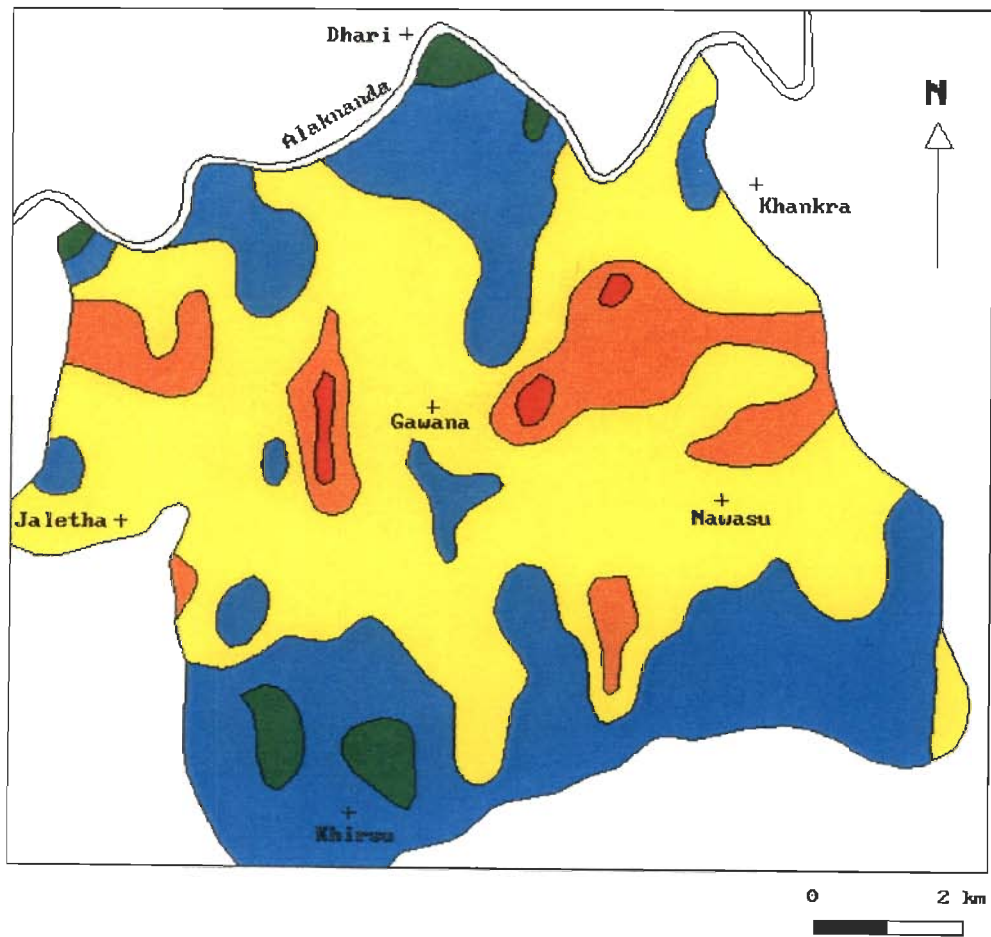 Dhari +
Alaknanda
N
+
Khankra
+
Gawana
Jaletha +
+
Nawasu
+
Khirsu
0 2 km